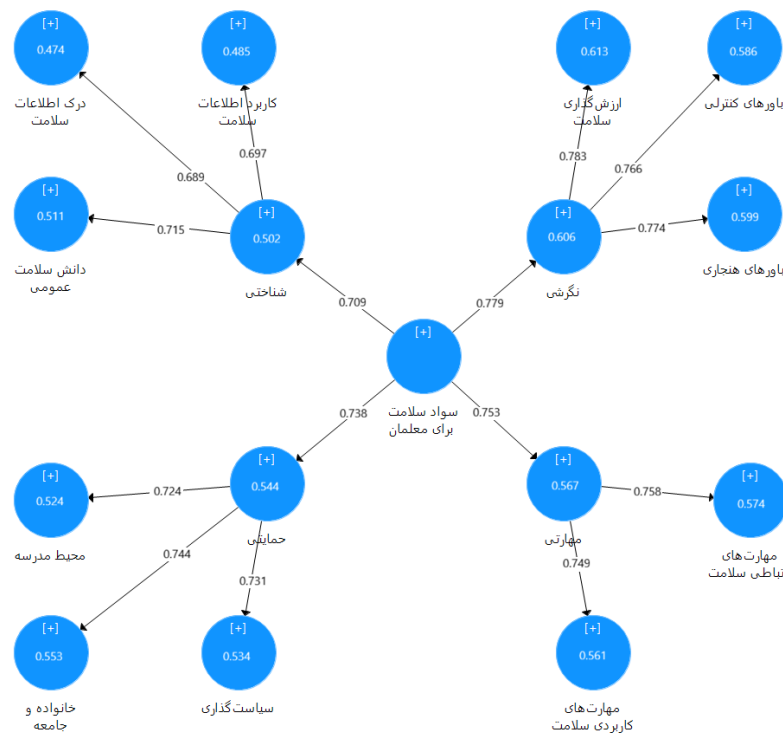 [+]
0.474
درک اطلاعات
سلامت
[+]
0.485
کاربرد اطلاعات
سلامت
[+]
0.613
ارزش‌گذاری
سلامت
[+]
0.586
باورهای کنترلی
0.689
0.697
0.783
0.766
[+]
0.511
دانش سلامت
عمومی
0.715
[+]
0.502
شناختی
[+]
0.606
نگرشی
0.774
[+]
0.599
باورهای هنجاری
0.709
0.779
[+]
سواد سلامت
برای معلمان
0.738
0.753
[+]
0.524
محیط مدرسه
0.724
[+]
0.544
حمایتی
[+]
0.567
مهارتی
0.758
[+]
0.574
مهارت‌های
تباطی سلامت
0.744
0.731
0.749
[+]
0.553
خانواده و
جامعه
[+]
0.534
سیاست‌گذاری
[+]
0.561
مهارت‌های
کاربردی سلامت